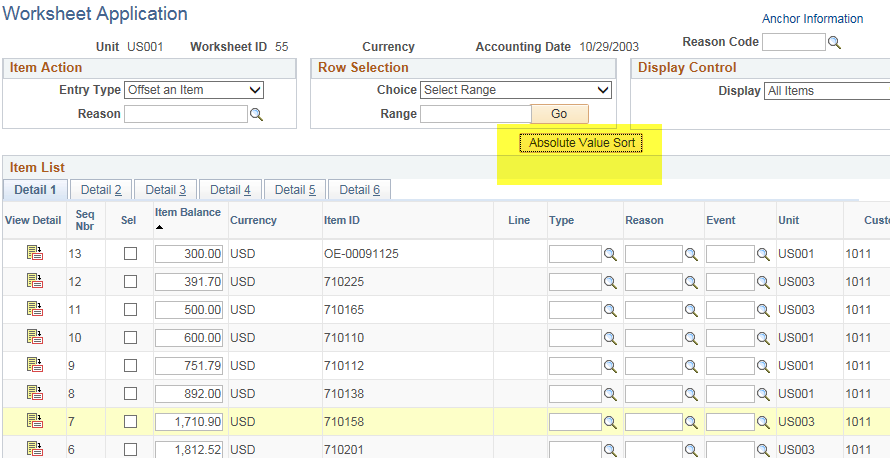 Worksheet Application
Anchor Information
Unit US001 Worksheet ID 55 Currency Accounting Date 10/29/2003 Reason Code
Item Action Row Selection Display Control
Entry Type Offset an Item Choice Select Range Display All Items
Reason Range Go
Absolute Value Sort
Item List
Detail 1 Detail 2 Detail 3 Detail 4 Detail 5 Detail 6
View Detail Seq Nbr Sel Item Balance Currency Item ID Line Type Reason Event Unit Custo
13 300.00 USD OE-00091125 US001 1011
12 391.70 USD 710225 US003 1011
11 500.00 USD 710165 US003 1011
10 600.00 USD 710110 US001 1011
9 751.79 USD 710112 US001 1011
8 892.00 USD 710138 US001 1011
7 1,710.90 USD 710158 US003 1011
6 1,812.52 USD 710201 US003 1011